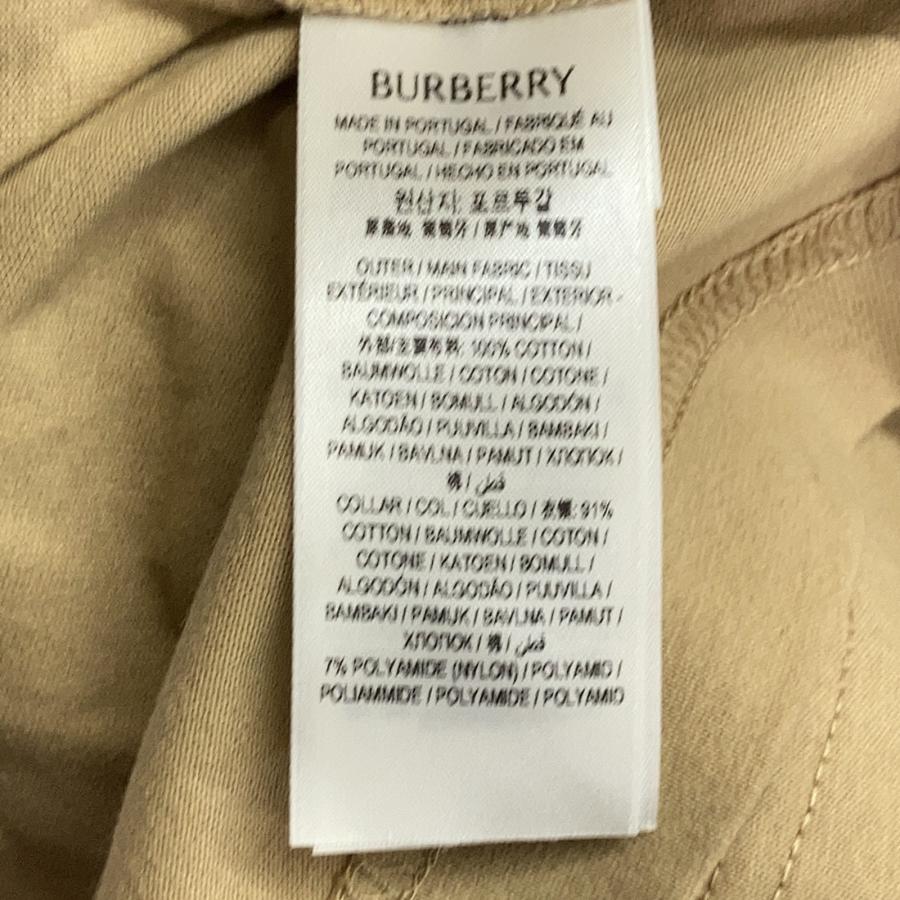 BURBERRY
MADE IN PORTUGAL / FABRIQUÉ AU
PORTUGAL / FABRICADO EM
PORTUGAL / HECHO EN PORTUGAL
원산지: 포르투갈
原産地 葡萄牙 / 原产地 葡萄牙
OUTER / MAIN FABRIC / TISSU
EXTÉRIEUR / PRINCIPAL / EXTERIOR -
COMPOSICION PRINCIPAL /
外部/主要布料: 100% COTTON /
BAUMWOLLE / COTON / COTONE /
KATOEN / BOMULL / ALGODÓN /
ALGODÃO / PUUVILLA / BAMBAKI /
PAMUK / BAVLNA / PAMUT / ХЛОПОК /
棉 / قطن
COLLAR / COL / CUELLO / 衣領: 91%
COTTON / BAUMWOLLE / COTON /
COTONE / KATOEN / BOMULL /
ALGODÓN / ALGODÃO / PUUVILLA /
BAMBAKI / PAMUK / BAVLNA / PAMUT /
ХЛОПОК / 棉 / قطن
7% POLYAMIDE (NYLON) / POLYAMID /
POLIAMMIDE / POLYAMIDE / POLYAMID